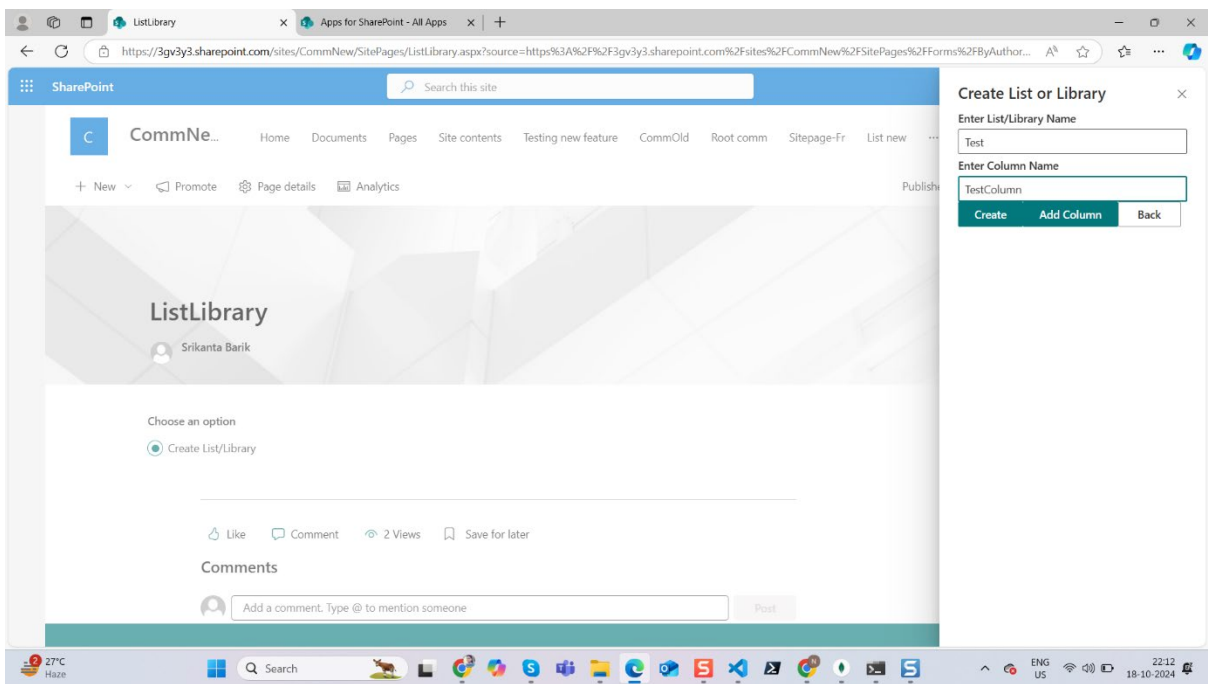 ListLibrary
Apps for SharePoint - All Apps
https://3gv3y3.sharepoint.com/sites/CommNew/SitePages/ListLibrary.aspx?source=https%3A%2F%2F3gv3y3.sharepoint.com%2Fsites%2FCommNew%2FSitePages%2FForms%2FByAuthor...
SharePoint
Search this site
C
CommNe...
Home Documents Pages Site contents Testing new feature CommOld Root comm Sitepage-Fr List new ...
+ New Promote Page details Analytics
Publishe
ListLibrary
Srikanta Barik
Choose an option
Create List/Library
Like Comment 2 Views Save for later
Comments
Add a comment. Type @ to mention someone
Post
Create List or Library
Enter List/Library Name
Test
Enter Column Name
TestColumn
Create Add Column Back
2
27°C
Haze
Search
ENG
US
22:12
18-10-2024